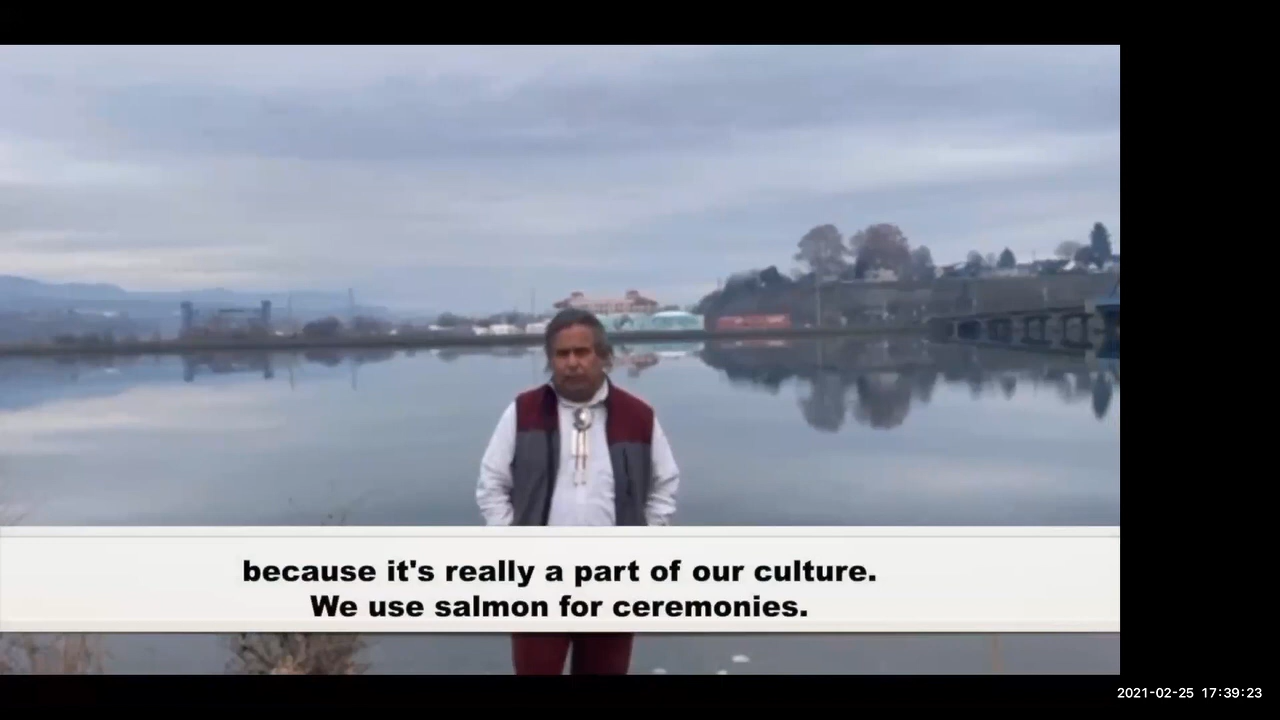 because it's really a part of our culture.
We use salmon for ceremonies.
2021-02-25 17:39:23